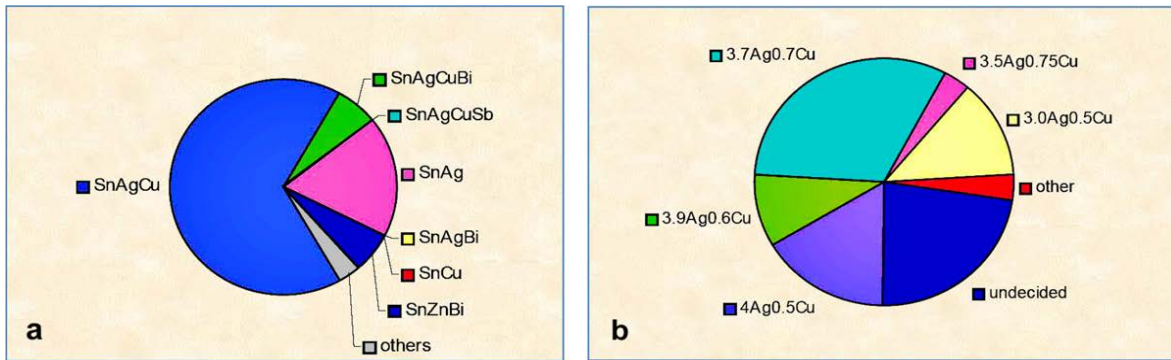 SnAgCuBi
SnAgCuSb
SnAg
SnAgCu
SnAgBi
SnCu
SnZnBi
others
a
3.7Ag0.7Cu
3.5Ag0.75Cu
3.0Ag0.5Cu
other
3.9Ag0.6Cu
undecided
4Ag0.5Cu
b